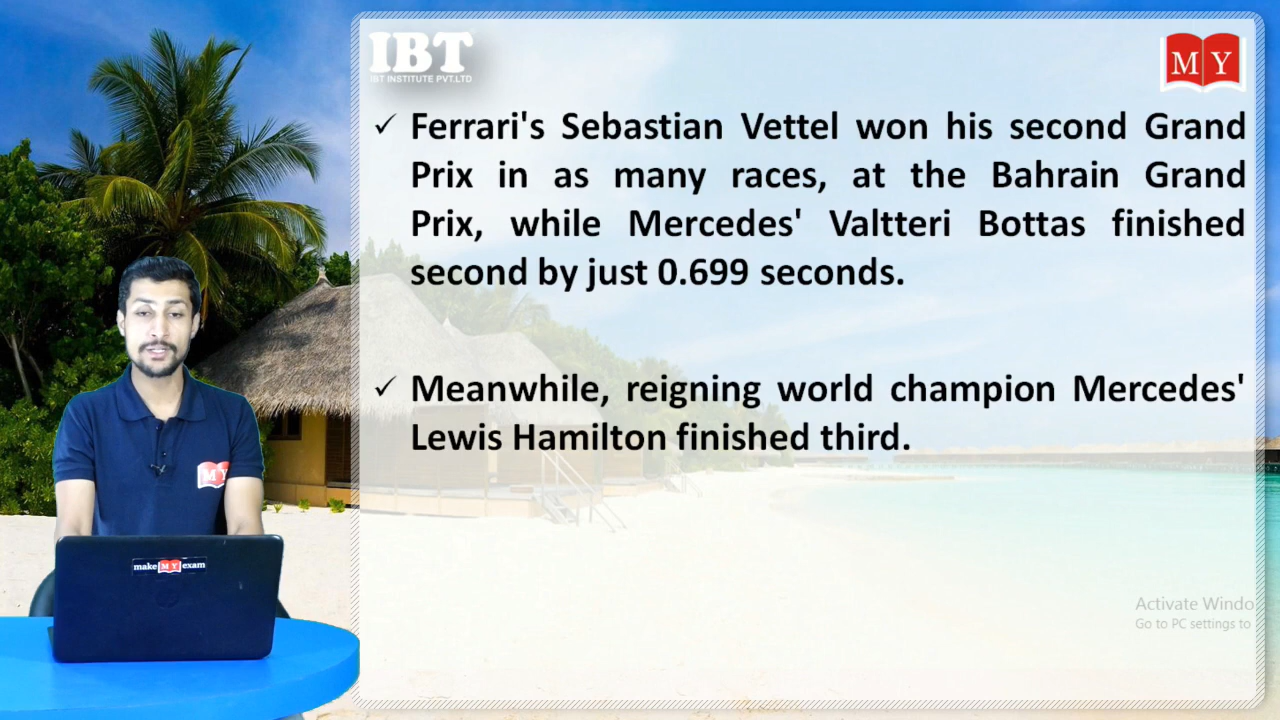 IBT
IBT INSTITUTE PVT.LTD
M Y
✓ Ferrari's Sebastian Vettel won his second Grand
Prix in as many races, at the Bahrain Grand
Prix, while Mercedes' Valtteri Bottas finished
second by just 0.699 seconds.
✓ Meanwhile, reigning world champion Mercedes'
Lewis Hamilton finished third.
M Y
make MY exam
Activate Windo
Go to PC settings to